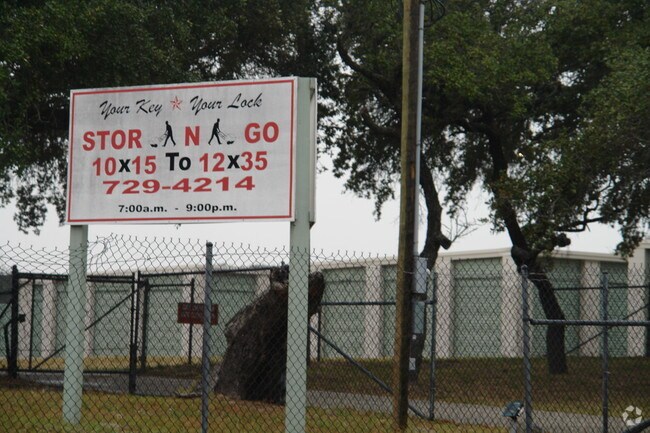 Your Key Your Lock
STOR N GO
10x15 To 12x35
729-4214
7:00a.m. - 9:00p.m.